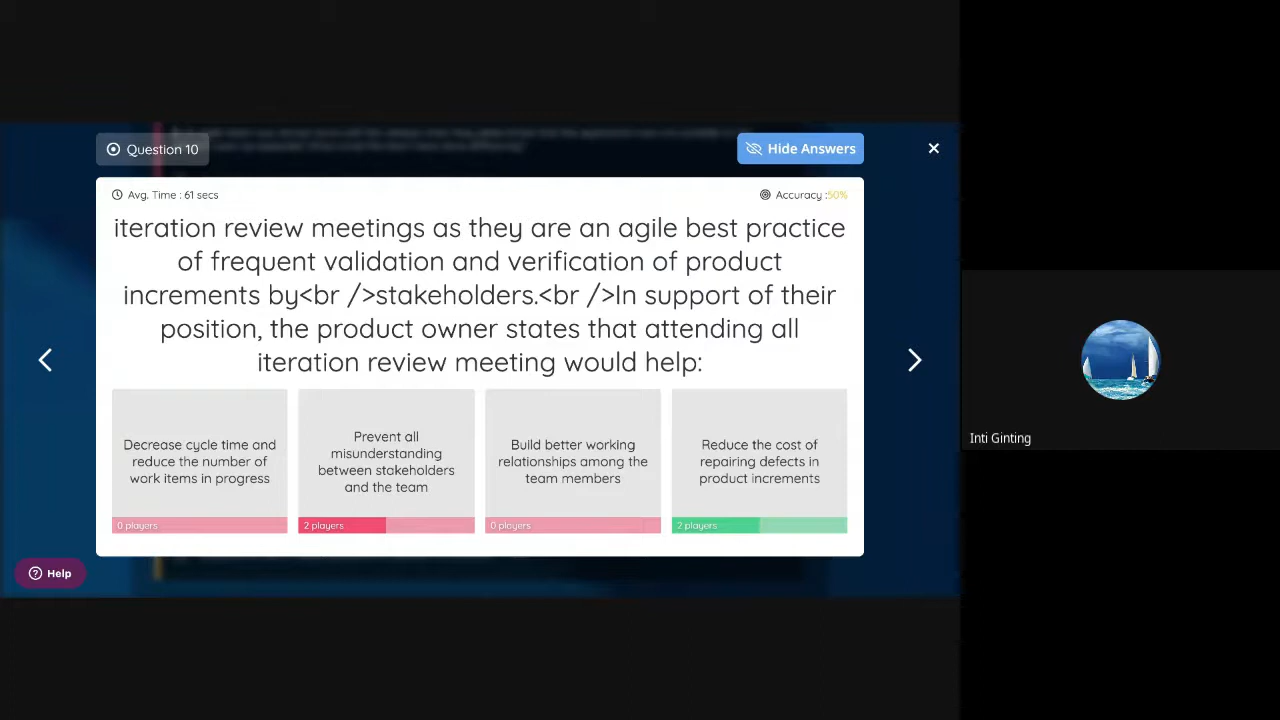 Question 10
Hide Answers
Avg. Time : 61 secs
Accuracy :50%
iteration review meetings as they are an agile best practice
of frequent validation and verification of product
increments by<br />stakeholders.<br />In support of their
position, the product owner states that attending all
iteration review meeting would help:
Decrease cycle time and
reduce the number of
work items in progress
0 players
Prevent all
misunderstanding
between stakeholders
and the team
2 players
Build better working
relationships among the
team members
0 players
Reduce the cost of
repairing defects in
product increments
2 players
Help
Inti Ginting